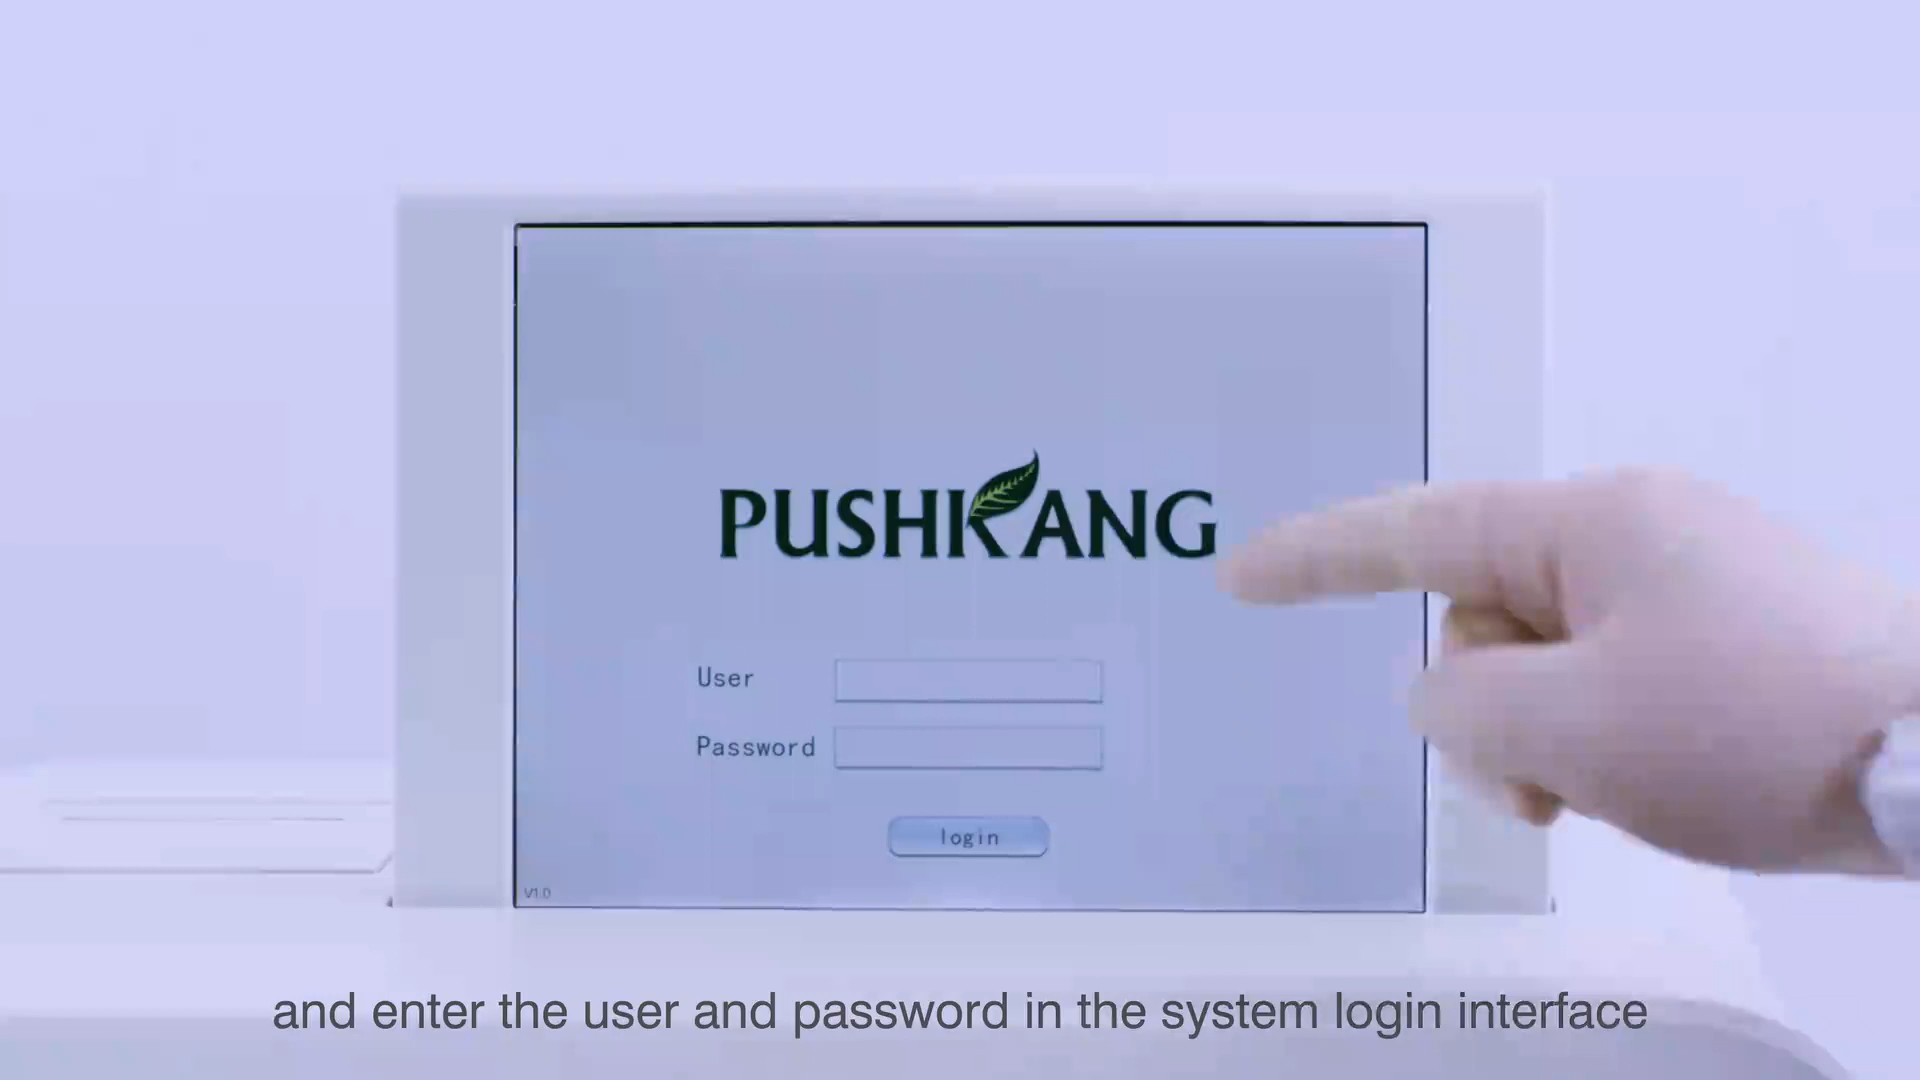 PUSHKANG
User
Password
login
V1.0
and enter the user and password in the system login interface